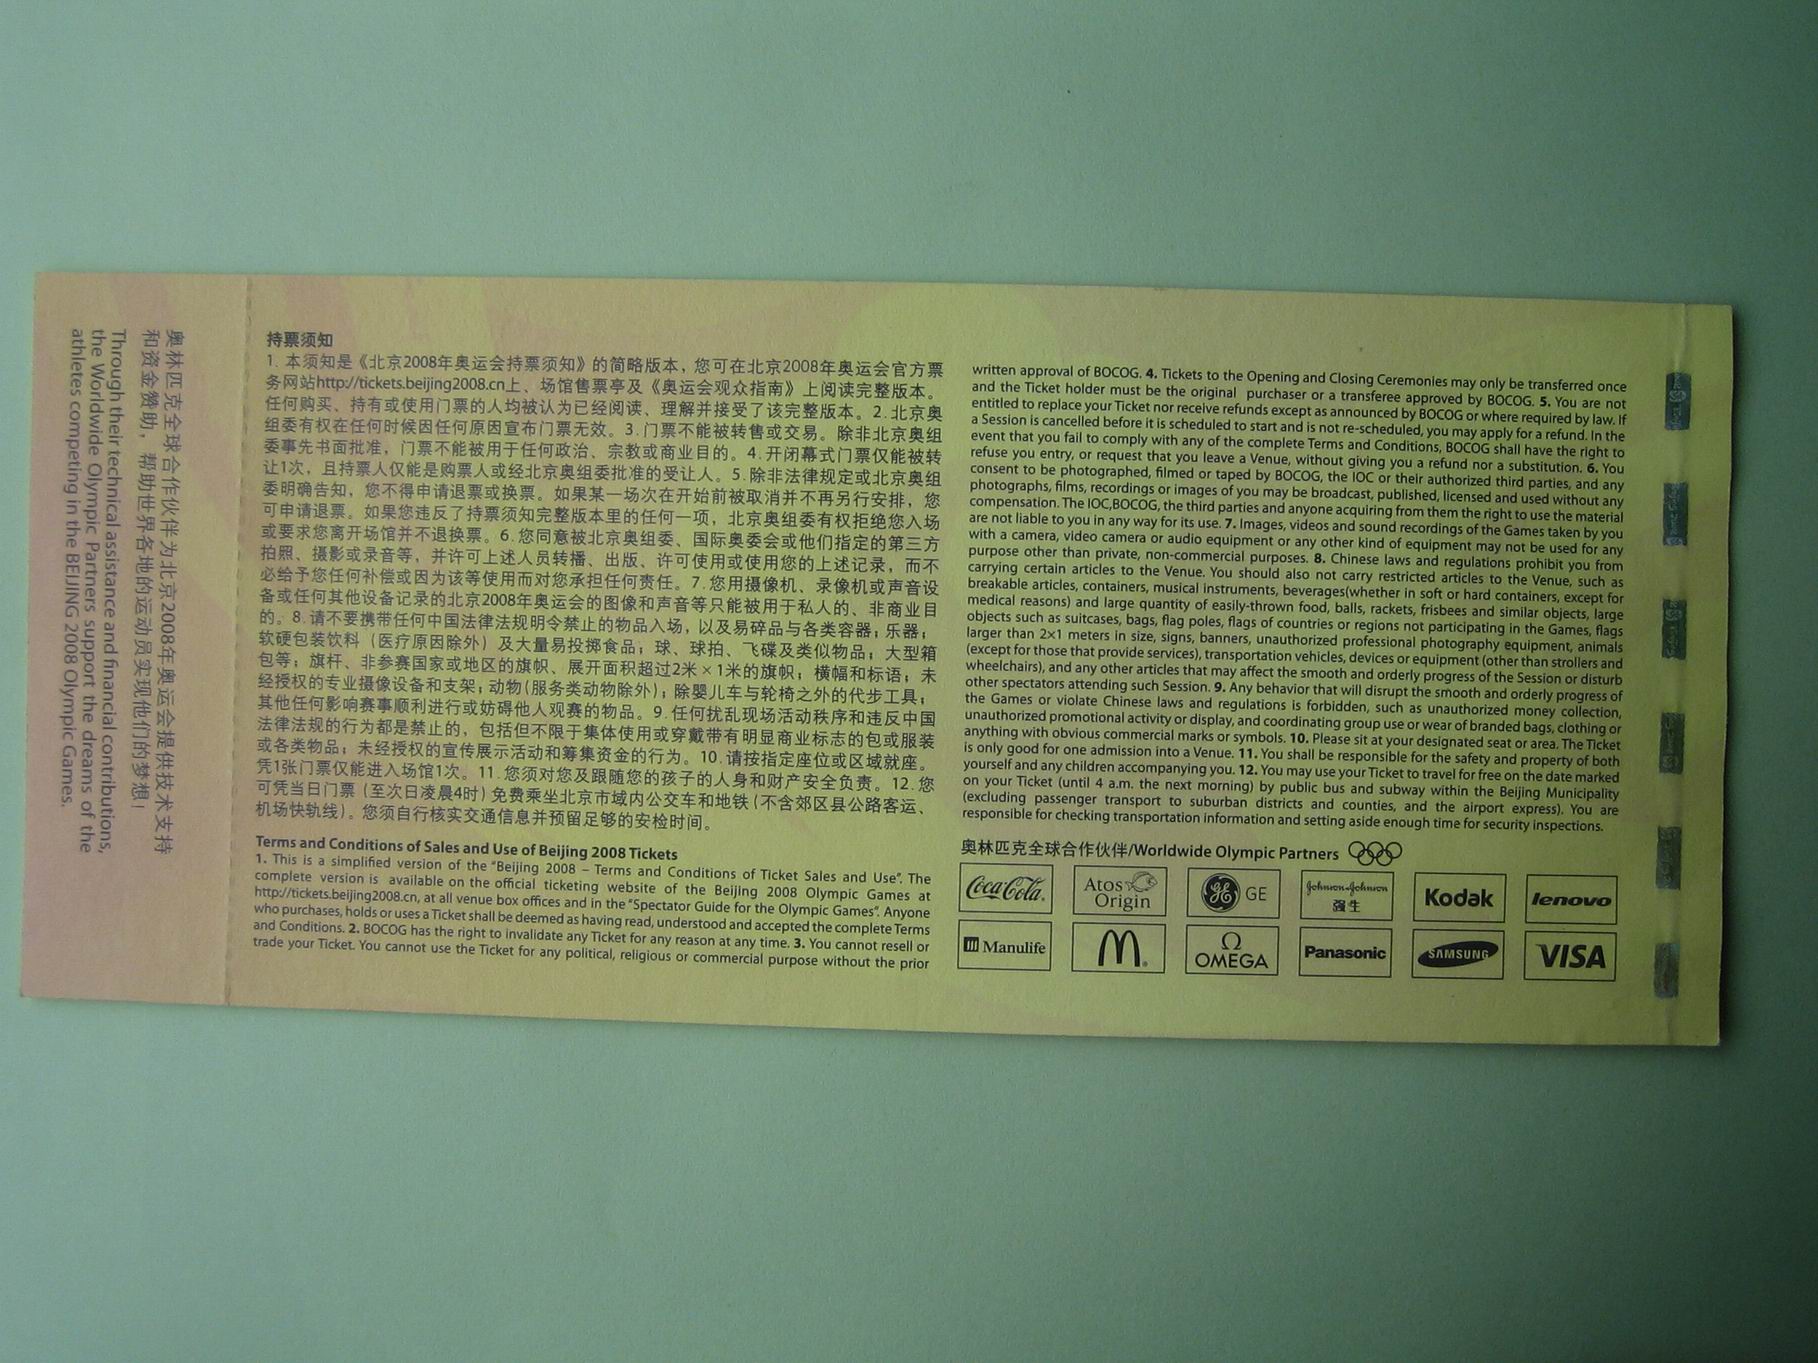 奥林匹克全球合作伙伴为北京2008年奥运会提供技术支持
和资金赞助，帮助世界各地的运动员实现他们的梦想！
Through their technical assistance and financial contributions,
the Worldwide Olympic Partners support the dreams of the
athletes competing in the BEIJING 2008 Olympic Games.
持票须知
1. 本须知是《北京2008年奥运会持票须知》的简略版本，您可在北京2008年奥运会官方票
务网站http://tickets.beijing2008.cn上、场馆售票亭及《奥运会观众指南》上阅读完整版本。
任何购买、持有或使用门票的人均被认为已经阅读、理解并接受了该完整版本。2. 北京奥
组委有权在任何时候因任何原因宣布门票无效。3. 门票不能被转售或交易。除非北京奥组
委事先书面批准，门票不能被用于任何政治、宗教或商业目的。4. 开闭幕式门票仅能被转
让1次，且持票人仅能是购票人或经北京奥组委批准的受让人。5. 除非法律规定或北京奥组
委明确告知，您不得申请退票或换票。如果某一场次在开始前被取消并不再另行安排，您
可申请退票。如果您违反了持票须知完整版本里的任何一项，北京奥组委有权拒绝您入场
或要求您离开场馆并不退换票。6. 您同意被北京奥组委、国际奥委会或他们指定的第三方
拍照、摄影或录音等，并许可上述人员转播、出版、许可使用或使用您的上述记录，而不
必给予您任何补偿或因为该等使用而对您承担任何责任。7. 您用摄像机、录像机或声音设
备或任何其他设备记录的北京2008年奥运会的图像和声音等只能被用于私人的、非商业目
的。8. 请不要携带任何中国法律法规明令禁止的物品入场，以及易碎品与各类容器；乐器；
软硬包装饮料（医疗原因除外）及大量易投掷食品；球、球拍、飞碟及类似物品；大型箱
包等；旗杆、非参赛国家或地区的旗帜、展开面积超过2米×1米的旗帜；横幅和标语；未
经授权的专业摄像设备和支架；动物（服务类动物除外）；除婴儿车与轮椅之外的代步工具；
其他任何影响赛事顺利进行或妨碍他人观赛的物品。9. 任何扰乱现场活动秩序和违反中国
法律法规的行为都是禁止的，包括但不限于集体使用或穿戴带有明显商业标志的包或服装
或各类物品；未经授权的宣传展示活动和筹集资金的行为。10. 请按指定座位或区域就座。
凭1张门票仅能进入场馆1次。11. 您须对您及跟随您的孩子的人身和财产安全负责。12. 您
可凭当日门票（至次日凌晨4时）免费乘坐北京市域内公交车和地铁（不含郊区县公路客运、
机场快轨线）。您须自行核实交通信息并预留足够的安检时间。
Terms and Conditions of Sales and Use of Beijing 2008 Tickets
1. This is a simplified version of the "Beijing 2008 – Terms and Conditions of Ticket Sales and Use". The
complete version is available on the official ticketing website of the Beijing 2008 Olympic Games at
http://tickets.beijing2008.cn, at all venue box offices and in the "Spectator Guide for the Olympic Games". Anyone
who purchases, holds or uses a Ticket shall be deemed as having read, understood and accepted the complete Terms
and Conditions. 2. BOCOG has the right to invalidate any Ticket for any reason at any time. 3. You cannot resell or
trade your Ticket. You cannot use the Ticket for any political, religious or commercial purpose without the prior
written approval of BOCOG. 4. Tickets to the Opening and Closing Ceremonies may only be transferred once
and the Ticket holder must be the original purchaser or a transferee approved by BOCOG. 5. You are not
entitled to replace your Ticket nor receive refunds except as announced by BOCOG or where required by law. If
a Session is cancelled before it is scheduled to start and is not re-scheduled, you may apply for a refund. In the
event that you fail to comply with any of the complete Terms and Conditions, BOCOG shall have the right to
refuse you entry, or request that you leave a Venue, without giving you a refund nor a substitution. 6. You
consent to be photographed, filmed or taped by BOCOG, the IOC or their authorized third parties, and any
photographs, films, recordings or images of you may be broadcast, published, licensed and used without any
compensation. The IOC,BOCOG, the third parties and anyone acquiring from them the right to use the material
are not liable to you in any way for its use. 7. Images, videos and sound recordings of the Games taken by you
with a camera, video camera or audio equipment or any other kind of equipment may not be used for any
purpose other than private, non-commercial purposes. 8. Chinese laws and regulations prohibit you from
carrying certain articles to the Venue. You should also not carry restricted articles to the Venue, such as
breakable articles, containers, musical instruments, beverages(whether in soft or hard containers, except for
medical reasons) and large quantity of easily-thrown food, balls, rackets, frisbees and similar objects, large
objects such as suitcases, bags, flag poles, flags of countries or regions not participating in the Games, flags
larger than 2×1 meters in size, signs, banners, unauthorized professional photography equipment, animals
(except for those that provide services), transportation vehicles, devices or equipment (other than strollers and
wheelchairs), and any other articles that may affect the smooth and orderly progress of the Session or disturb
other spectators attending such Session. 9. Any behavior that will disrupt the smooth and orderly progress of
the Games or violate Chinese laws and regulations is forbidden, such as unauthorized money collection,
unauthorized promotional activity or display, and coordinating group use or wear of branded bags, clothing or
anything with obvious commercial marks or symbols. 10. Please sit at your designated seat or area. The Ticket
is only good for one admission into a Venue. 11. You shall be responsible for the safety and property of both
yourself and any children accompanying you. 12. You may use your Ticket to travel for free on the date marked
on your Ticket (until 4 a.m. the next morning) by public bus and subway within the Beijing Municipality
(excluding passenger transport to suburban districts and counties, and the airport express). You are
responsible for checking transportation information and setting aside enough time for security inspections.
奥林匹克全球合作伙伴/Worldwide Olympic Partners
Coca-Cola
Atos
Origin
GE GE
Johnson & Johnson
强生
Kodak
lenovo
Manulife
M
Ω
OMEGA
Panasonic
SAMSUNG
VISA